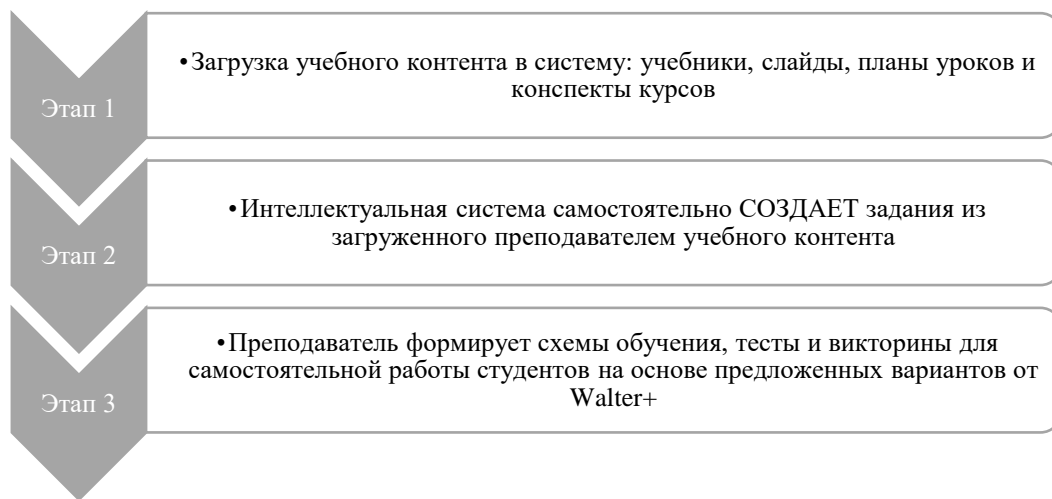 Этап 1
•Загрузка учебного контента в систему: учебники, слайды, планы уроков и
конспекты курсов
Этап 2
•Интеллектуальная система самостоятельно СОЗДАЕТ задания из
загруженного преподавателем учебного контента
Этап 3
•Преподаватель формирует схемы обучения, тесты и викторины для
самостоятельной работы студентов на основе предложенных вариантов от
Walter+